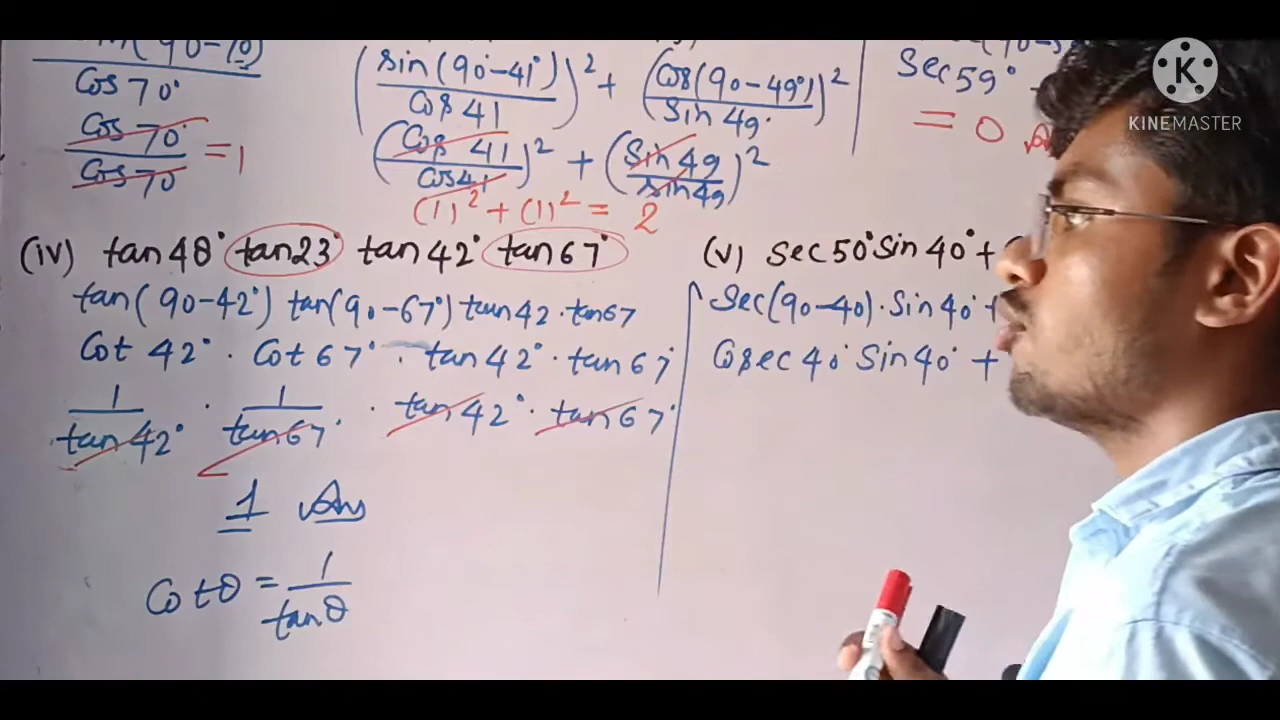 cos 70°
cos 70°
cos 70
= 1
(sin(90°-41°)
cos 41
)² + (cos(90-49°)
sin 49°
)²
(cos 41
cos 41
)² + (sin 49
sin 49
)²
(1)² + (1)² = 2
sec 59°
= 0
K
KINEMASTER
(iv) tan 48° tan 23° tan 42° tan 67°
tan(90-42°) tan(90-67°) tan 42 · tan 67
cot 42° · cot 67° · tan 42° · tan 67°
1
tan 42°
· 1
tan 67°
· tan 42° · tan 67°
1 Ans
cot θ = 1
tan θ
(v) sec 50° sin 40° +
sec(90-40) · sin 40 +
cosec 40° sin 40° +